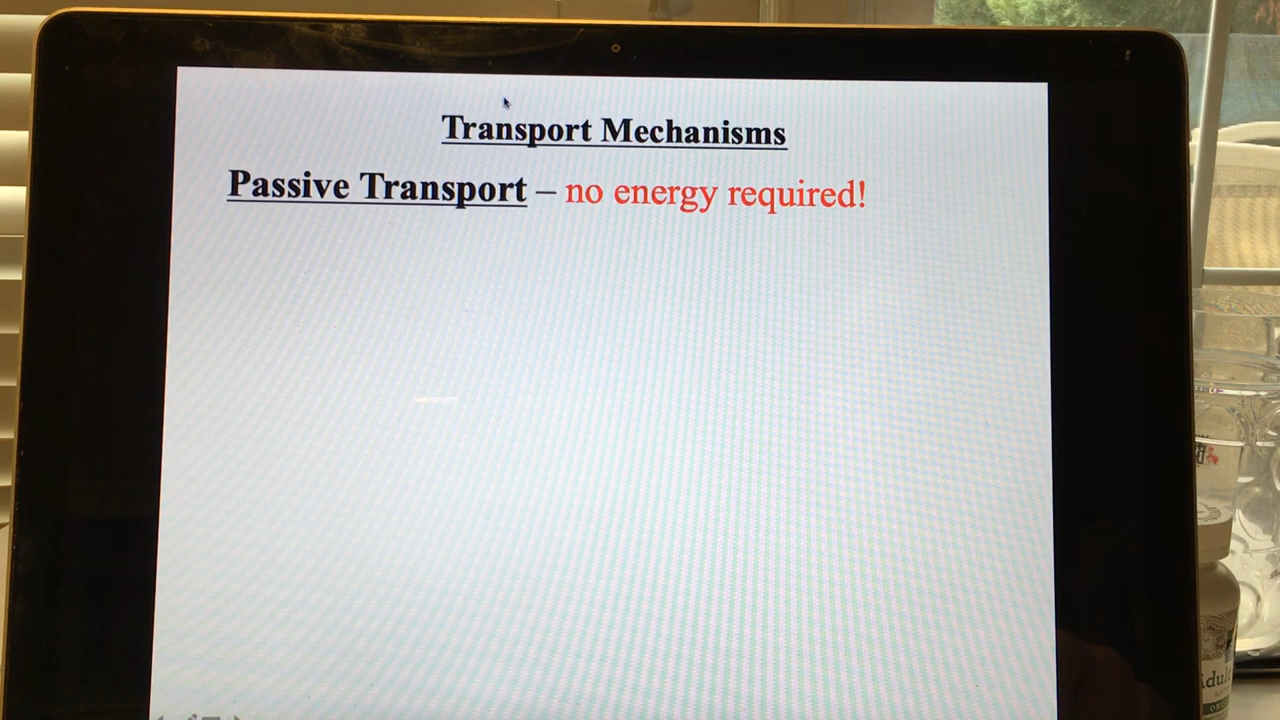 Transport Mechanisms
Passive Transport – no energy required!